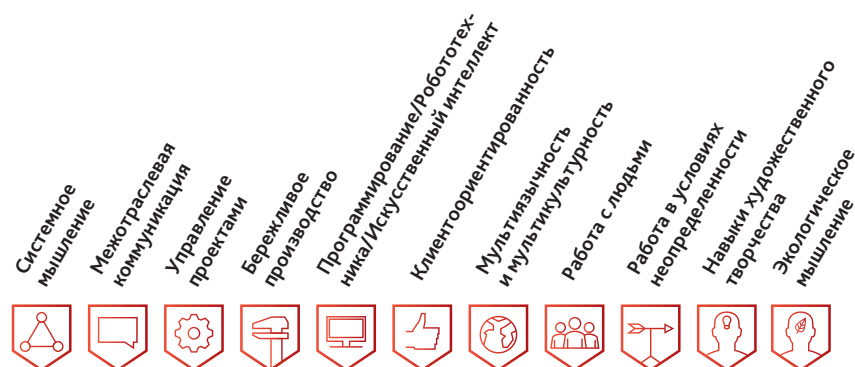 Системное
мышление
Межотраслевая
коммуникация
Управление
проектами
Бережливое
производство
Программирование/Робототех-
ника/Искусственный интеллект
Клиентоориентированность
Мультиязычность
и мультикультурность
Работа с людьми
Работа в условиях
неопределенности
Навыки художественного
творчества
Экологическое
мышление